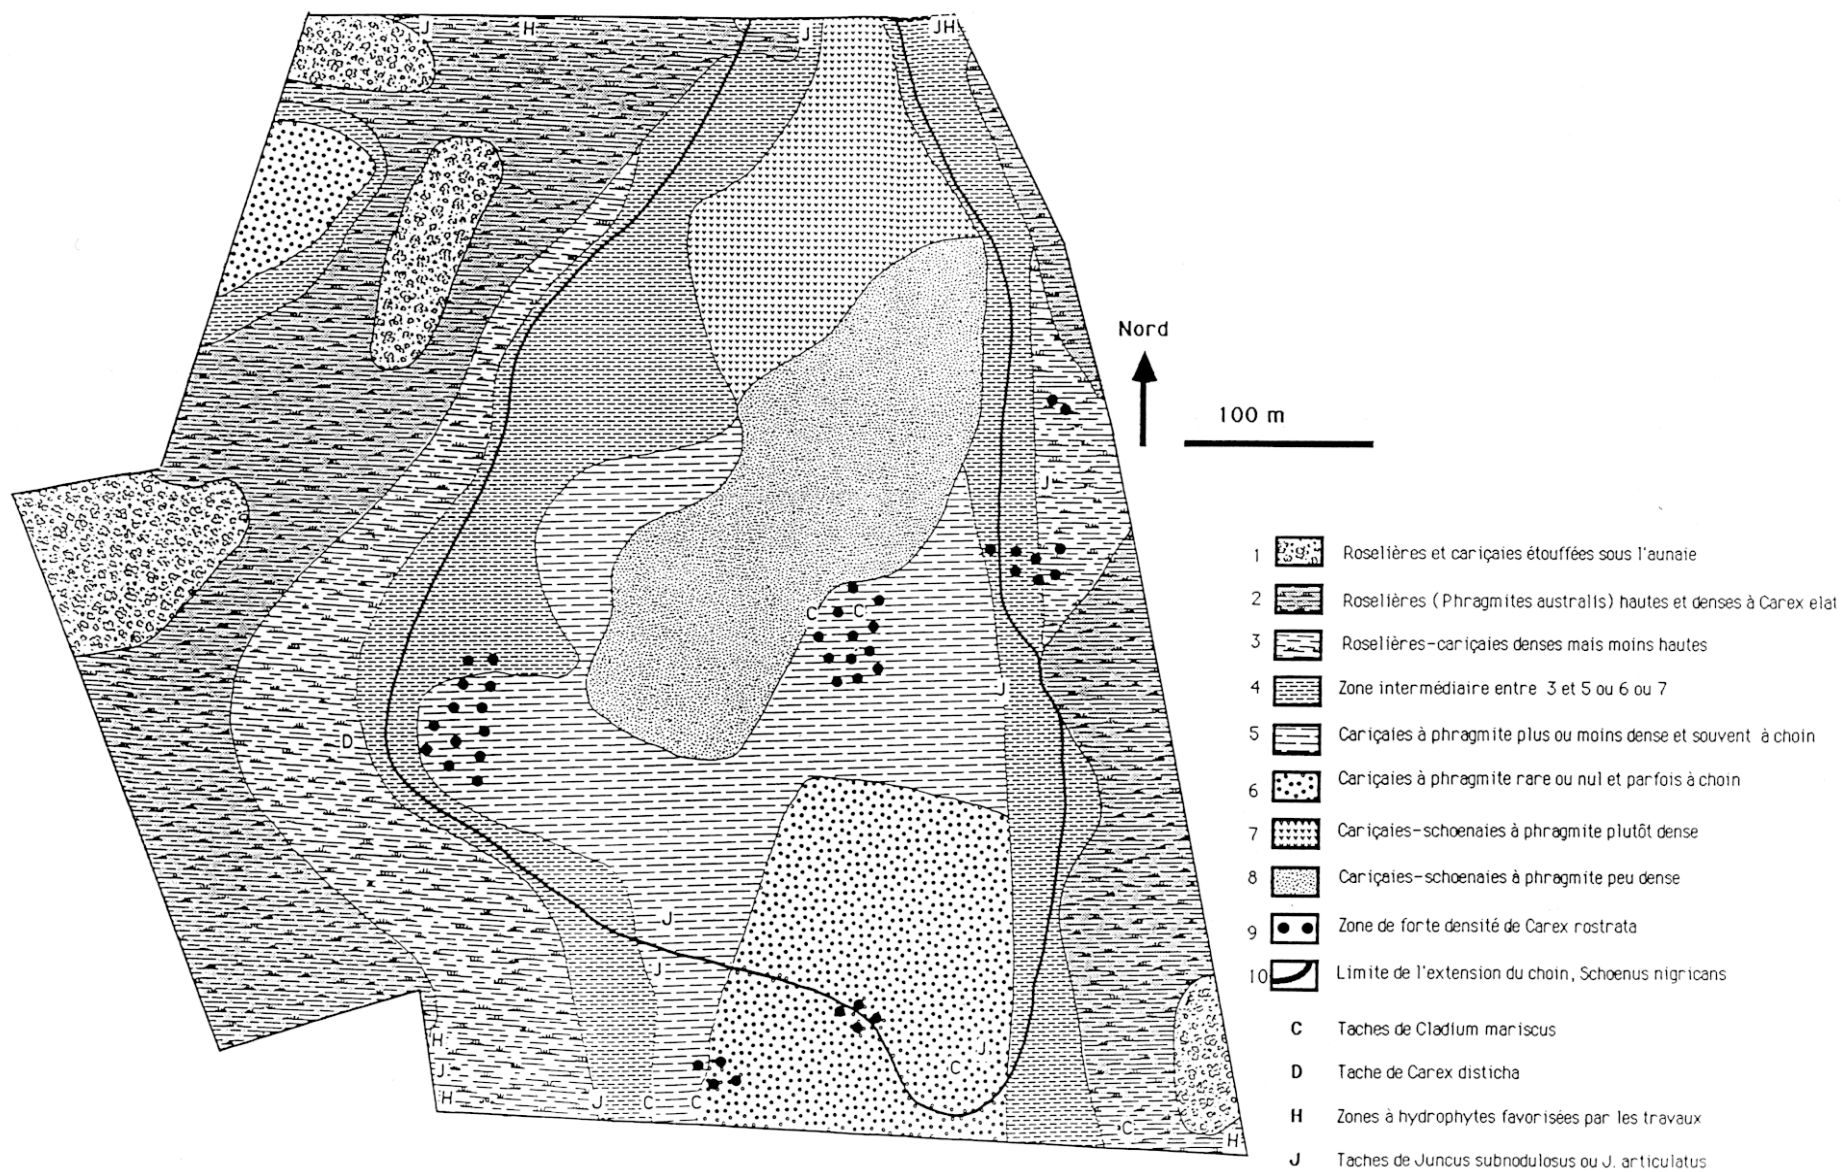 J
H
J
JH
Nord
100 m
J
C
C
J
D
J
J
J
C
H
J
H
J
C
C
C
H
1 Roselières et cariçaies étouffées sous l'aunaie
2 Roselières (Phragmites australis) hautes et denses à Carex elat
3 Roselières-cariçaies denses mais moins hautes
4 Zone intermédiaire entre 3 et 5 ou 6 ou 7
5 Cariçaies à phragmite plus ou moins dense et souvent à choin
6 Cariçaies à phragmite rare ou nul et parfois à choin
7 Cariçaies-schoenaies à phragmite plutôt dense
8 Cariçaies-schoenaies à phragmite peu dense
9 Zone de forte densité de Carex rostrata
10 Limite de l'extension du choin, Schoenus nigricans
C Taches de Cladium mariscus
D Tache de Carex disticha
H Zones à hydrophytes favorisées par les travaux
J Taches de Juncus subnodulosus ou J. articulatus